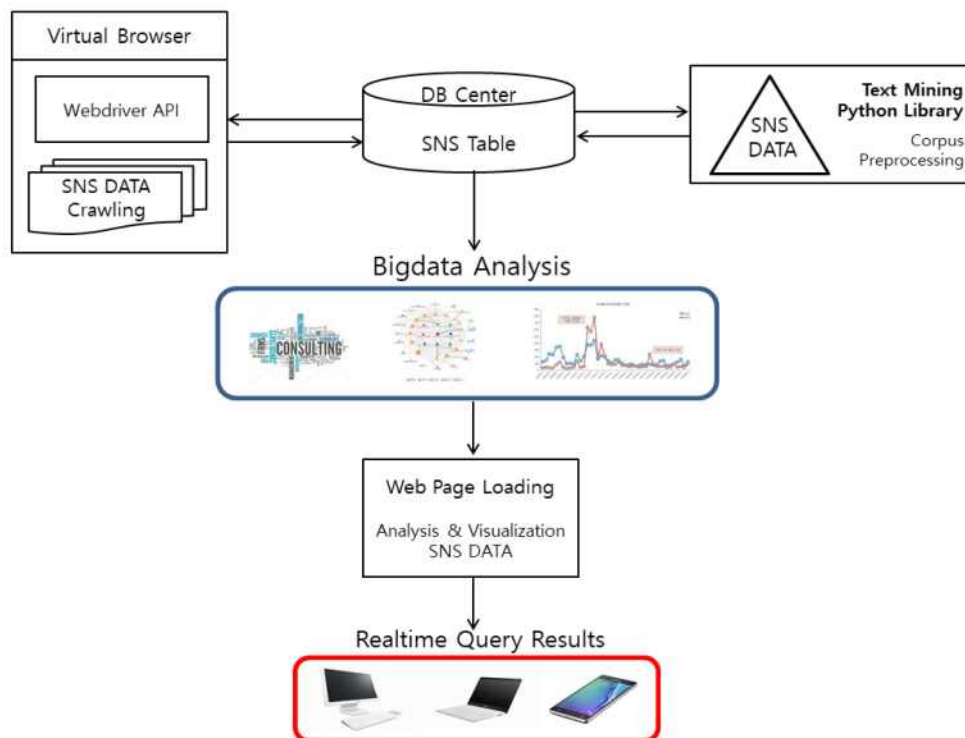 Virtual Browser
Webdriver API
SNS DATA
Crawling
DB Center
SNS Table
SNS
DATA
Text Mining
Python Library
Corpus
Preprocessing
Bigdata Analysis
CONSULTING
Web Page Loading
Analysis & Visualization
SNS DATA
Realtime Query Results